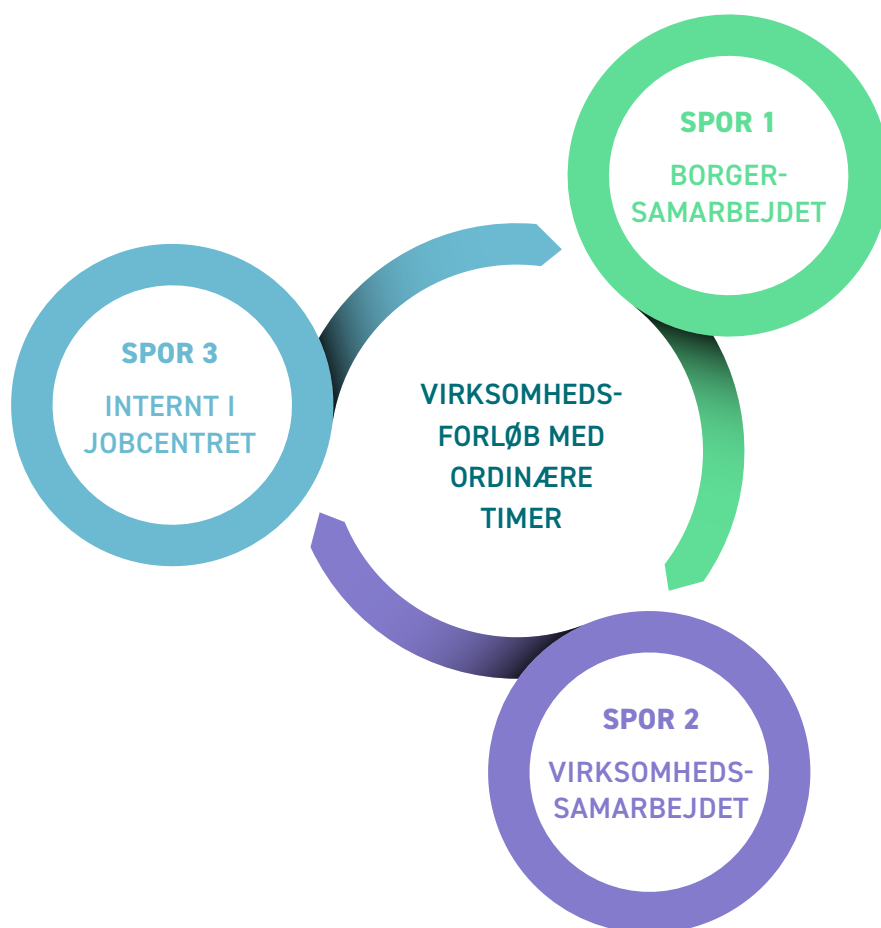 SPOR 1
BORGER-
SAMARBEJDET
SPOR 3
INTERNT I
JOBCENTRET
VIRKSOMHEDS-
FORLØB MED
ORDINÆRE
TIMER
SPOR 2
VIRKSOMHEDS-
SAMARBEJDET